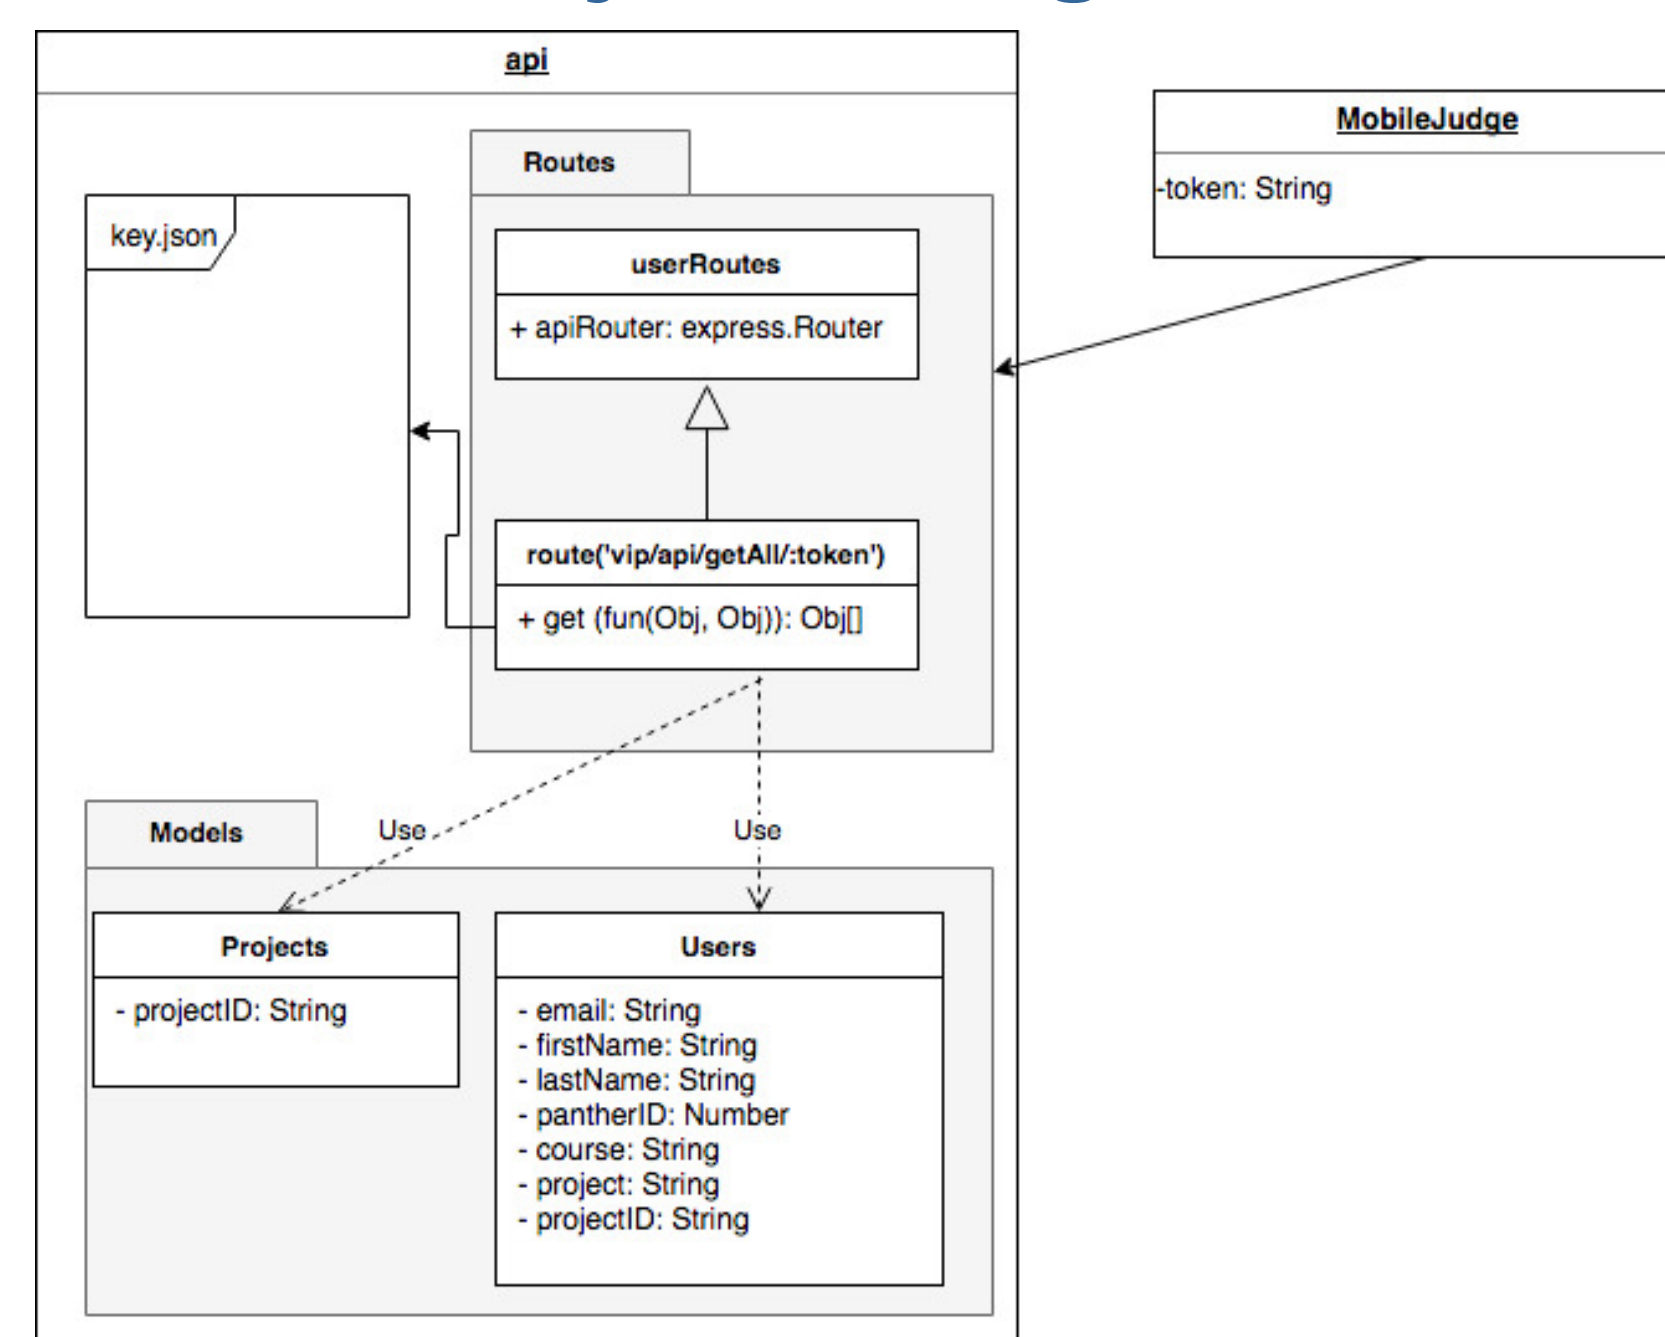 api
MobileJudge
-token: String
Routes
key.json
userRoutes
+ apiRouter: express.Router
route('vip/api/getAll/:token')
+ get (fun(Obj, Obj)): Obj[]
Models
Use
Use
Projects
- projectID: String
Users
- email: String
- firstName: String
- lastName: String
- pantherID: Number
- course: String
- project: String
- projectID: String